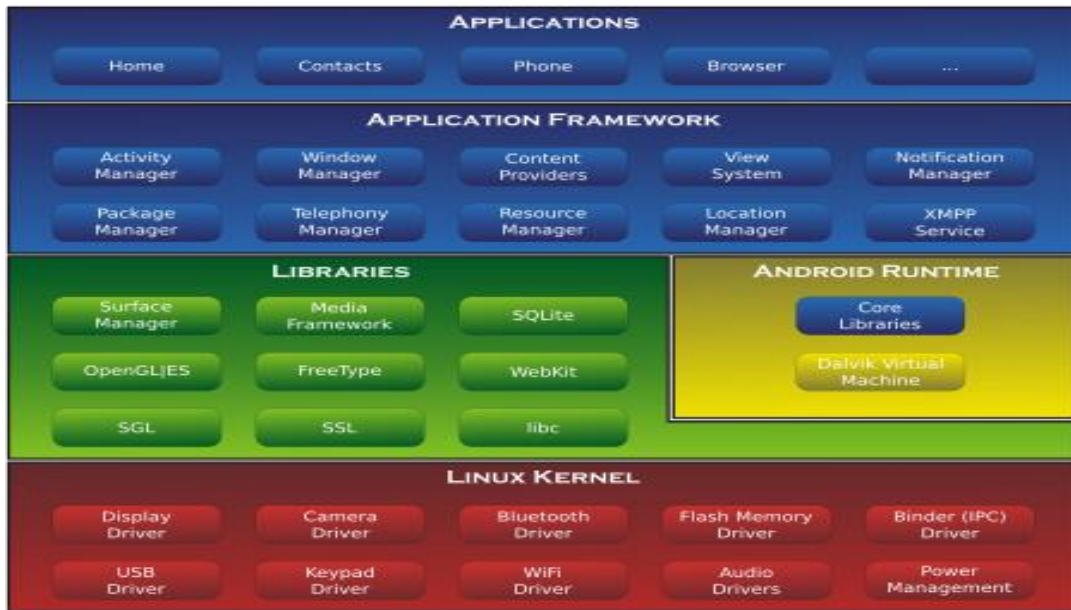 APPLICATIONS
Home
Contacts
Phone
Browser
...
APPLICATION FRAMEWORK
Activity
Manager
Window
Manager
Content
Providers
View
System
Notification
Manager
Package
Manager
Telephony
Manager
Resource
Manager
Location
Manager
XMPP
Service
LIBRARIES
Surface
Manager
Media
Framework
SQLite
OpenGL|ES
FreeType
WebKit
SGL
SSL
libc
ANDROID RUNTIME
Core
Libraries
Dalvik Virtual
Machine
LINUX KERNEL
Display
Driver
Camera
Driver
Bluetooth
Driver
Flash Memory
Driver
Binder (IPC)
Driver
USB
Driver
Keypad
Driver
WiFi
Driver
Audio
Drivers
Power
Management